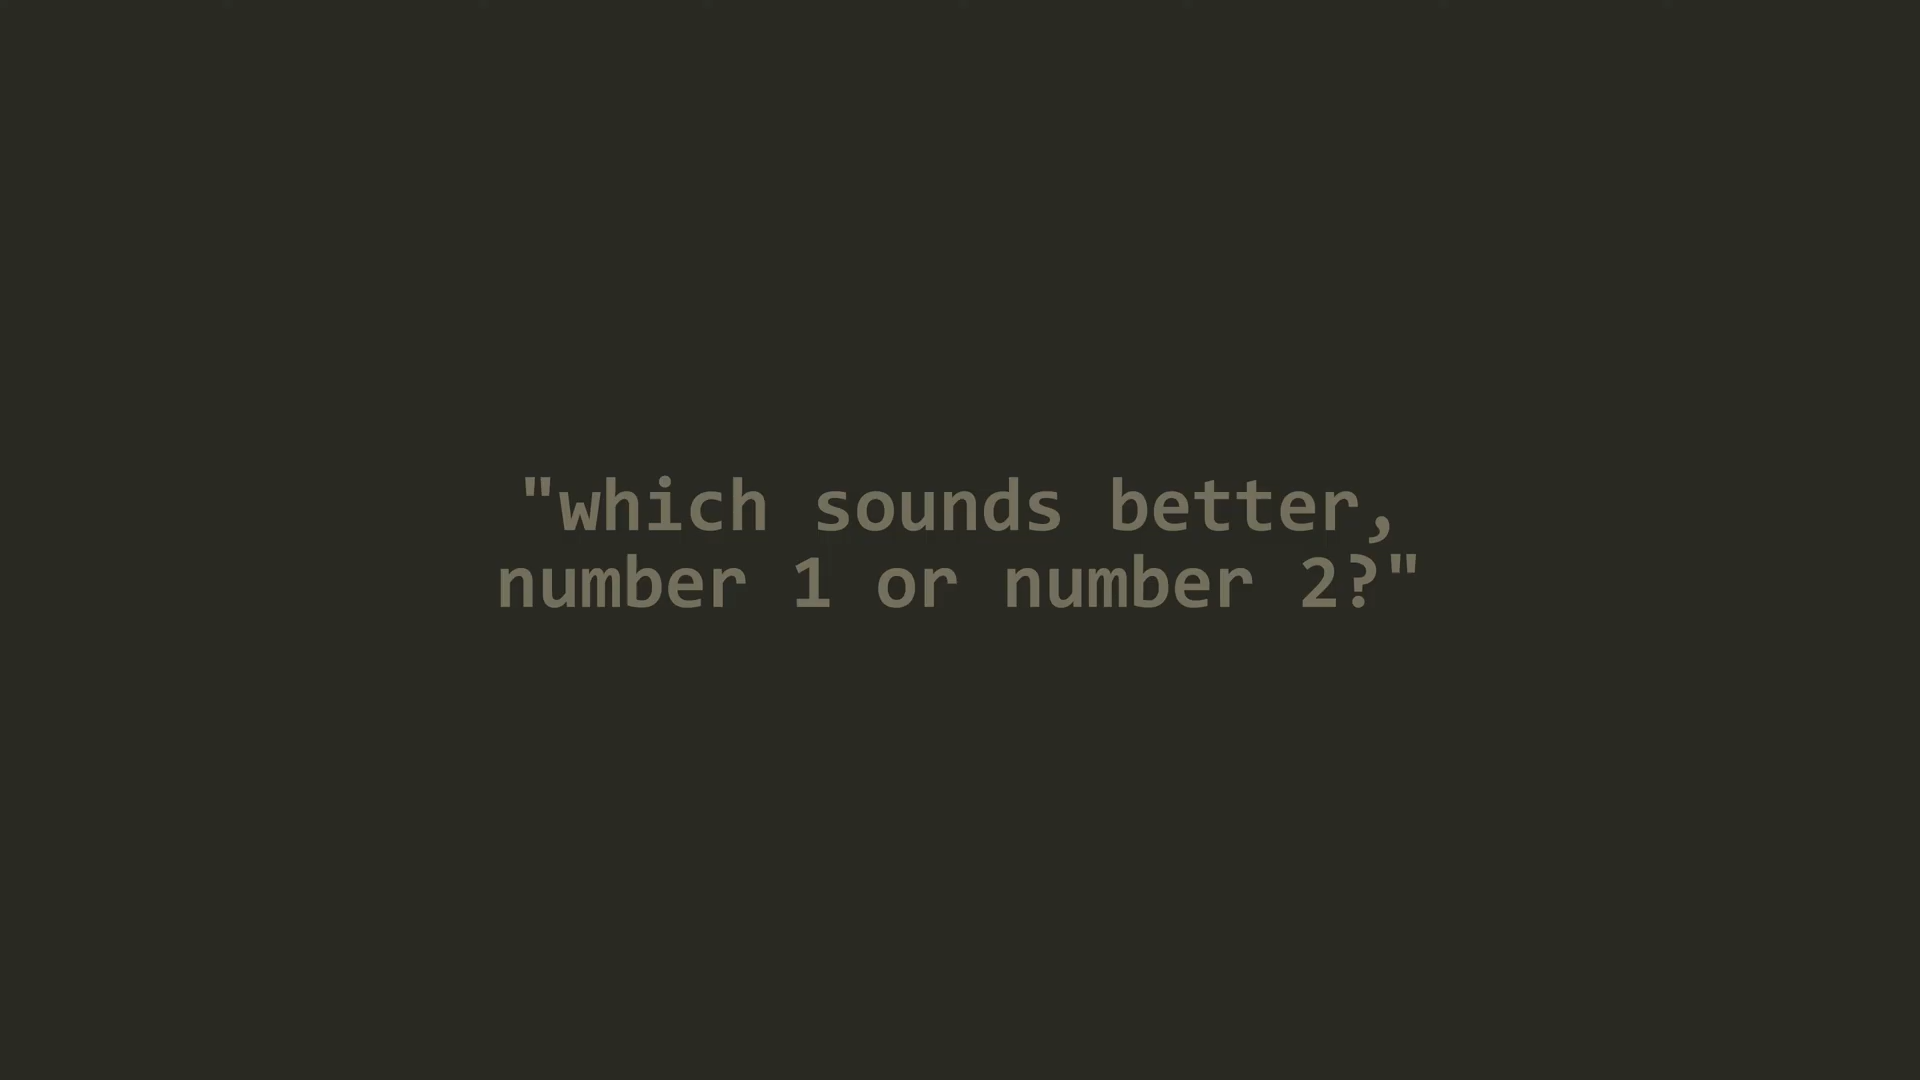 "which sounds better,
number 1 or number 2?"